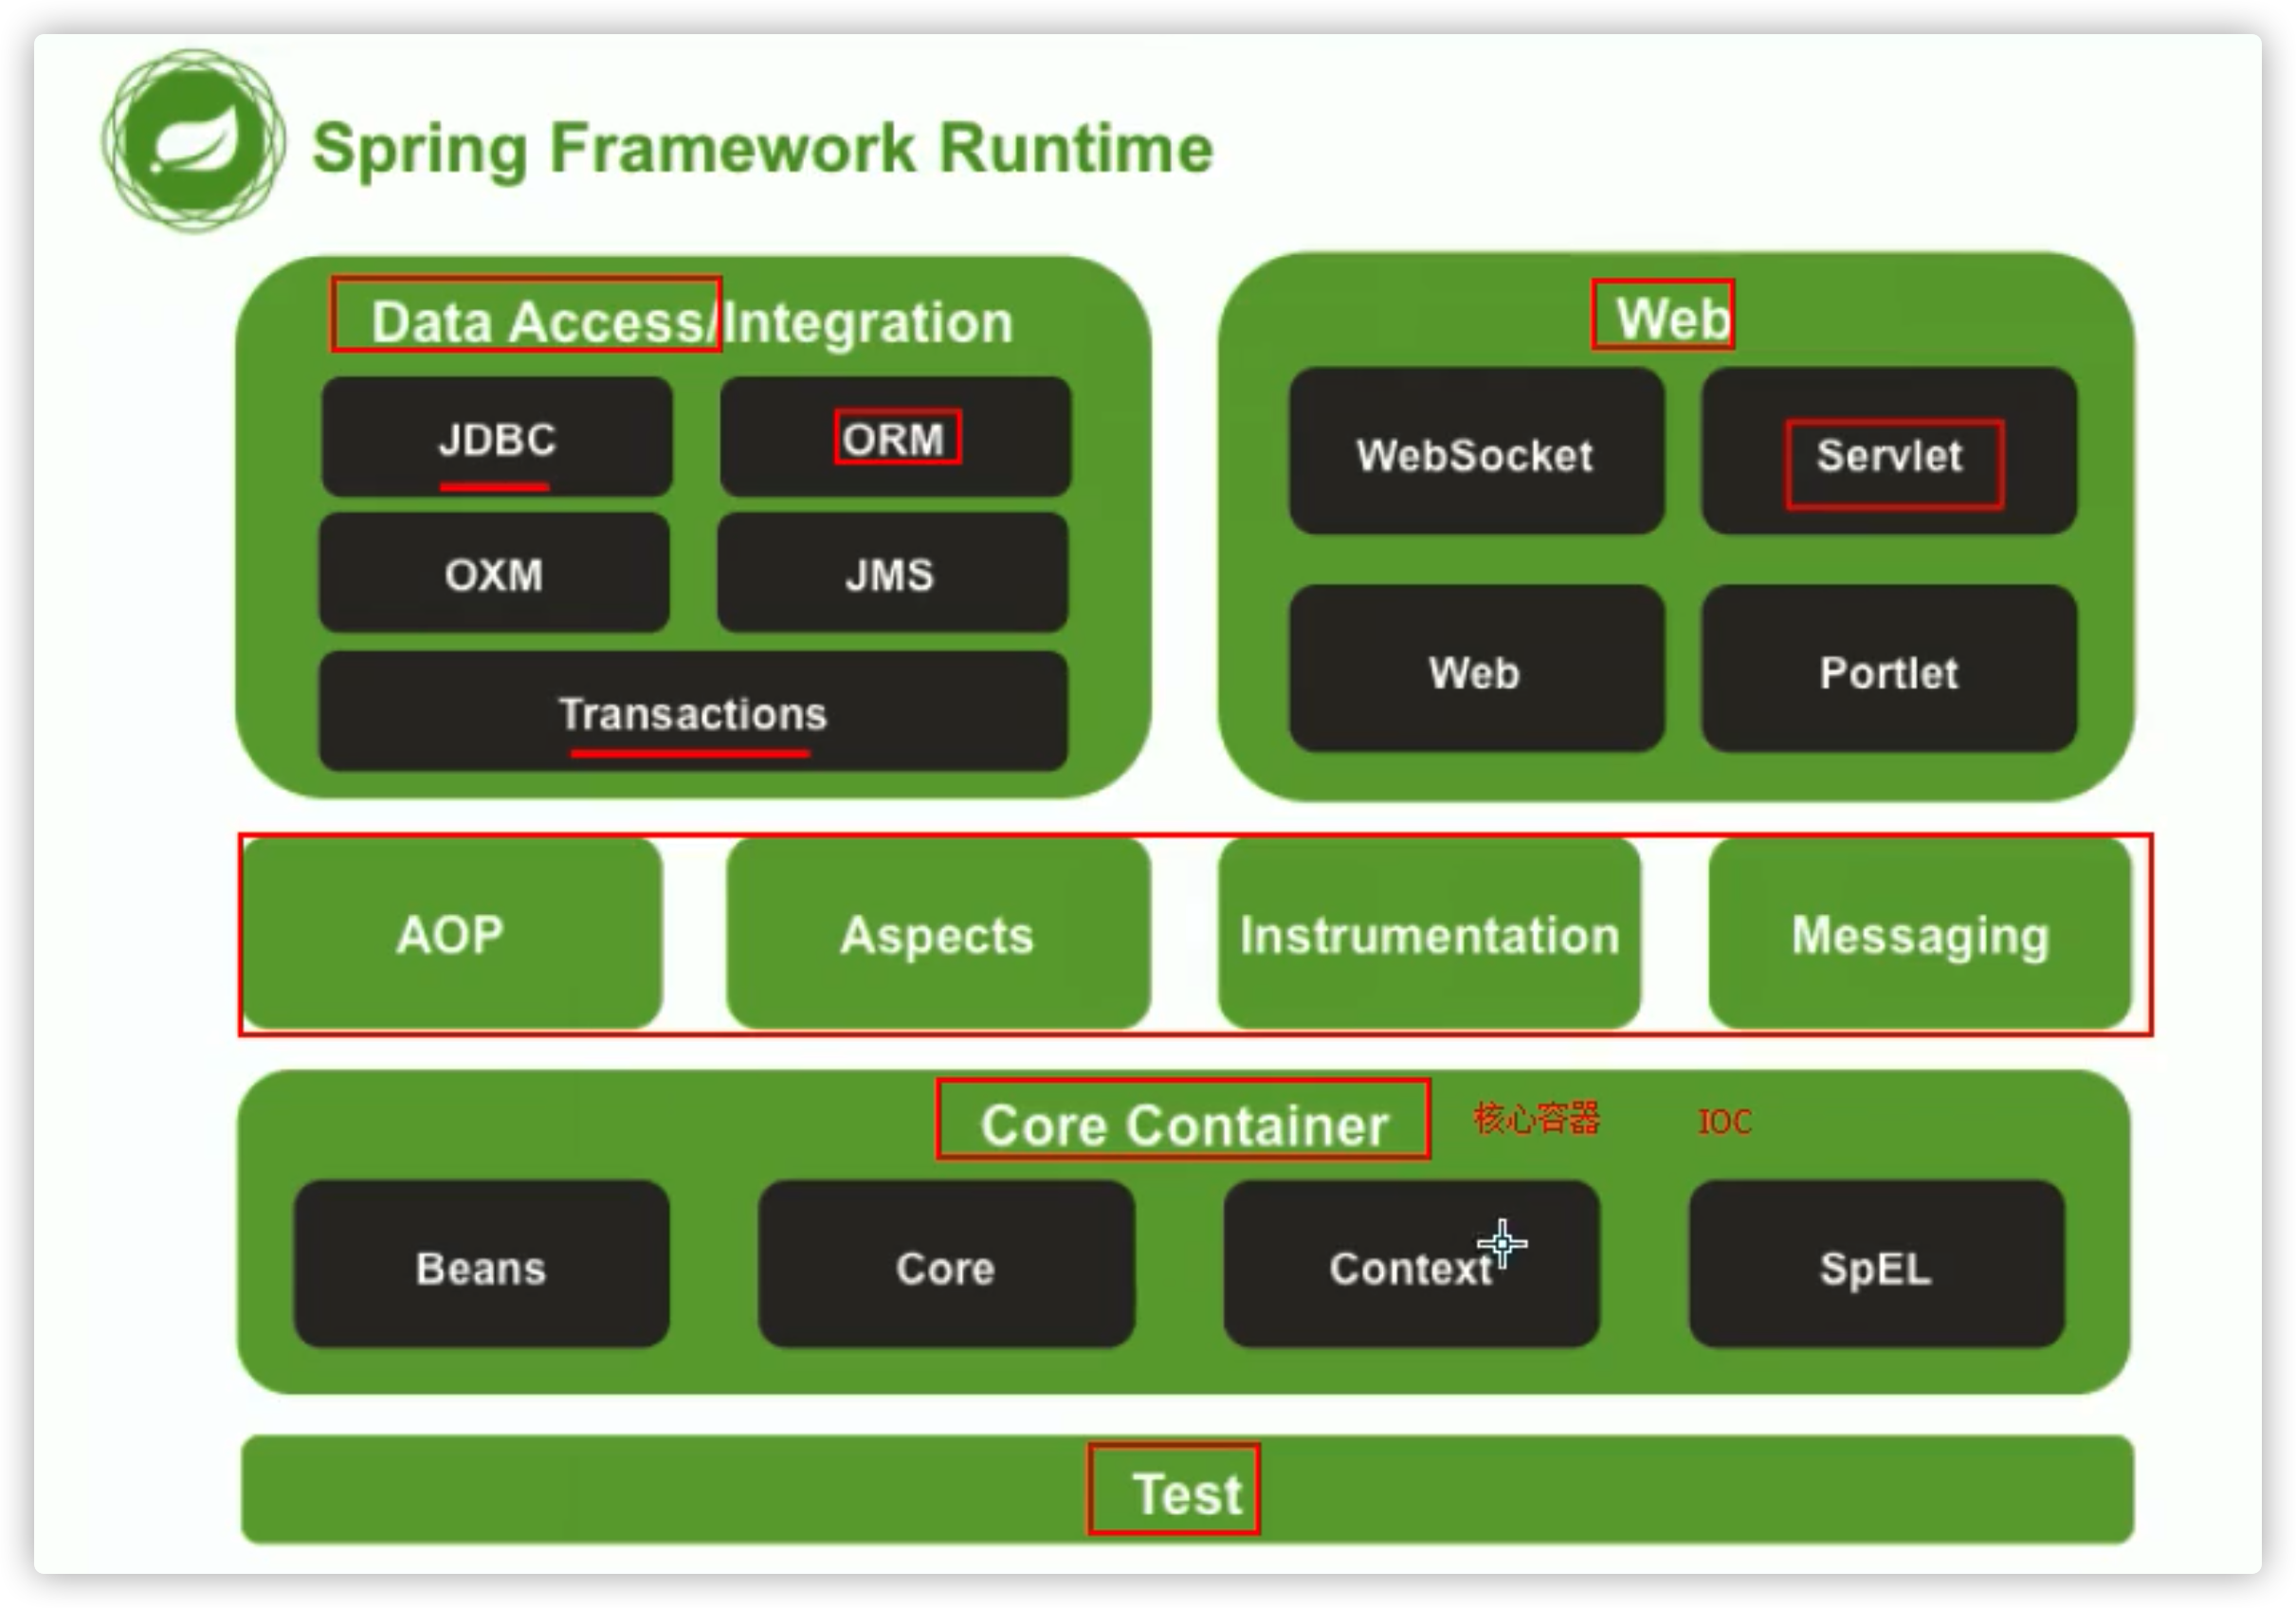 Spring Framework Runtime
Data Access/Integration
JDBC
ORM
OXM
JMS
Transactions
Web
WebSocket
Servlet
Web
Portlet
AOP
Aspects
Instrumentation
Messaging
Core Container
核心容器
IOC
Beans
Core
Context
SpEL
Test